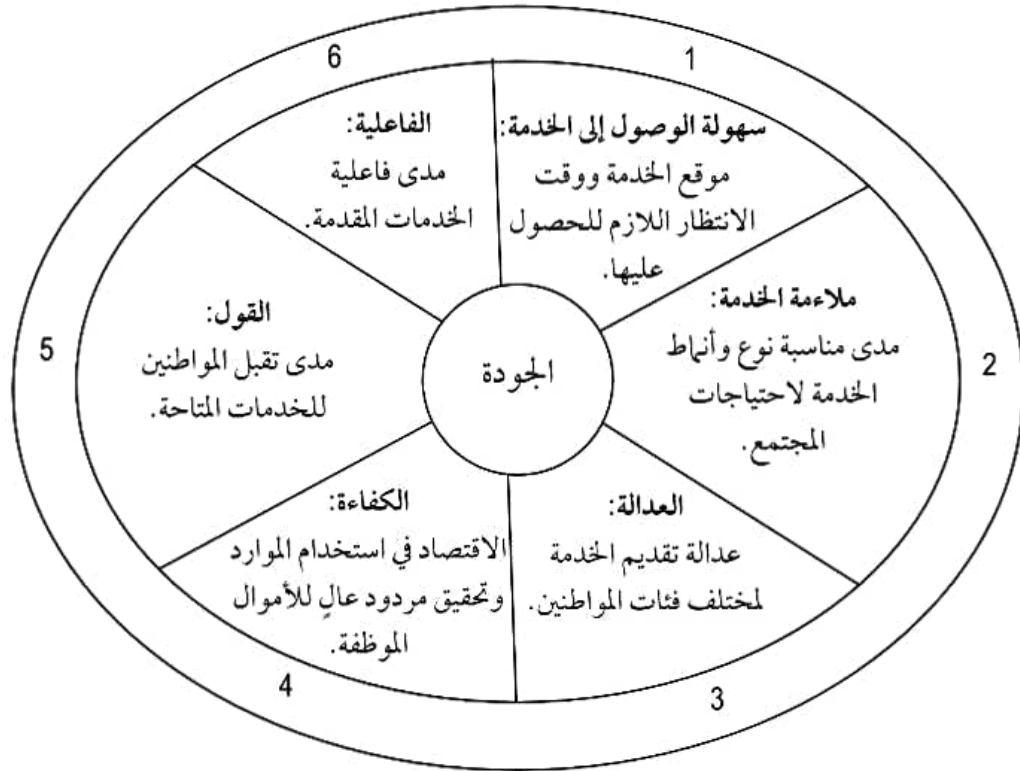 1
سهولة الوصول إلى الخدمة:
موقع الخدمة ووقت
الانتظار اللازم للحصول
عليها.
2
ملاءمة الخدمة:
مدى مناسبة نوع وأنماط
الخدمة لاحتياجات
المجتمع.
3
العدالة:
عدالة تقديم الخدمة
لمختلف فئات المواطنين.
4
الكفاءة:
الاقتصاد في استخدام الموارد
وتحقيق مردود عالٍ للأموال
الموظفة.
5
القول:
مدى تقبل المواطنين
للخدمات المتاحة.
6
الفاعلية:
مدى فاعلية
الخدمات المقدمة.
الجودة